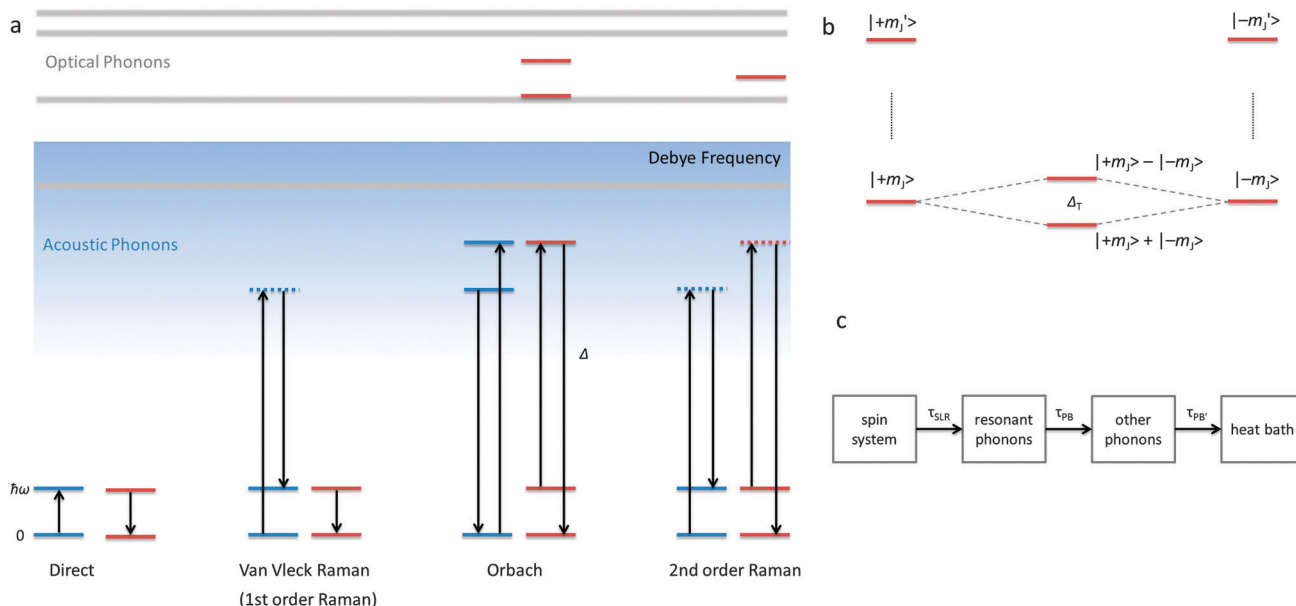 a
Optical Phonons
Debye Frequency
Acoustic Phonons
Δ
ħω
0
Direct
Van Vleck Raman
(1st order Raman)
Orbach
2nd order Raman
b
|+mJ'>
|−mJ'>
|+mJ>
|+mJ> − |−mJ>
|−mJ>
ΔT
|+mJ> + |−mJ>
c
spin
system
τSLR
resonant
phonons
τPB
other
phonons
τPB'
heat bath